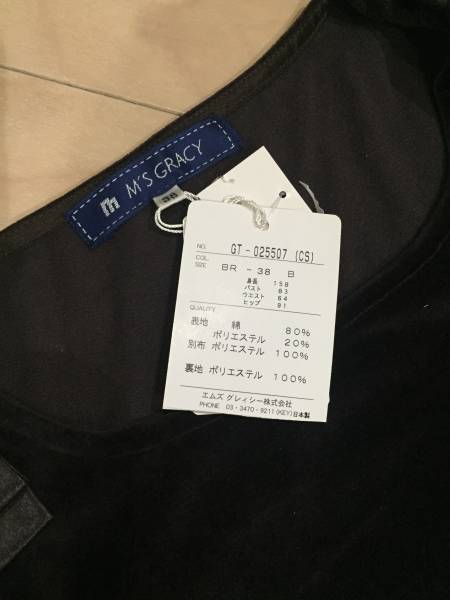 M'S GRACY
38
NO. GT-025507 (CS)
COL.
SIZE BR - 38 B
身長 158
バスト 83
ウエスト 64
ヒップ 91
QUALITY
表地 綿 80%
ポリエステル 20%
別布 ポリエステル 100%
裏地 ポリエステル 100%
エムズ グレィシー株式会社
PHONE 03・3470-9211(KEY)日本製